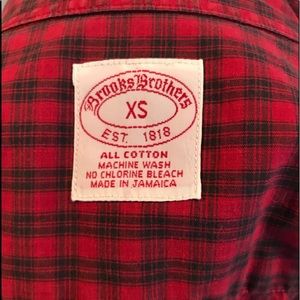 Brooks Brothers
XS
EST. 1818
ALL COTTON
MACHINE WASH
NO CHLORINE BLEACH
MADE IN JAMAICA